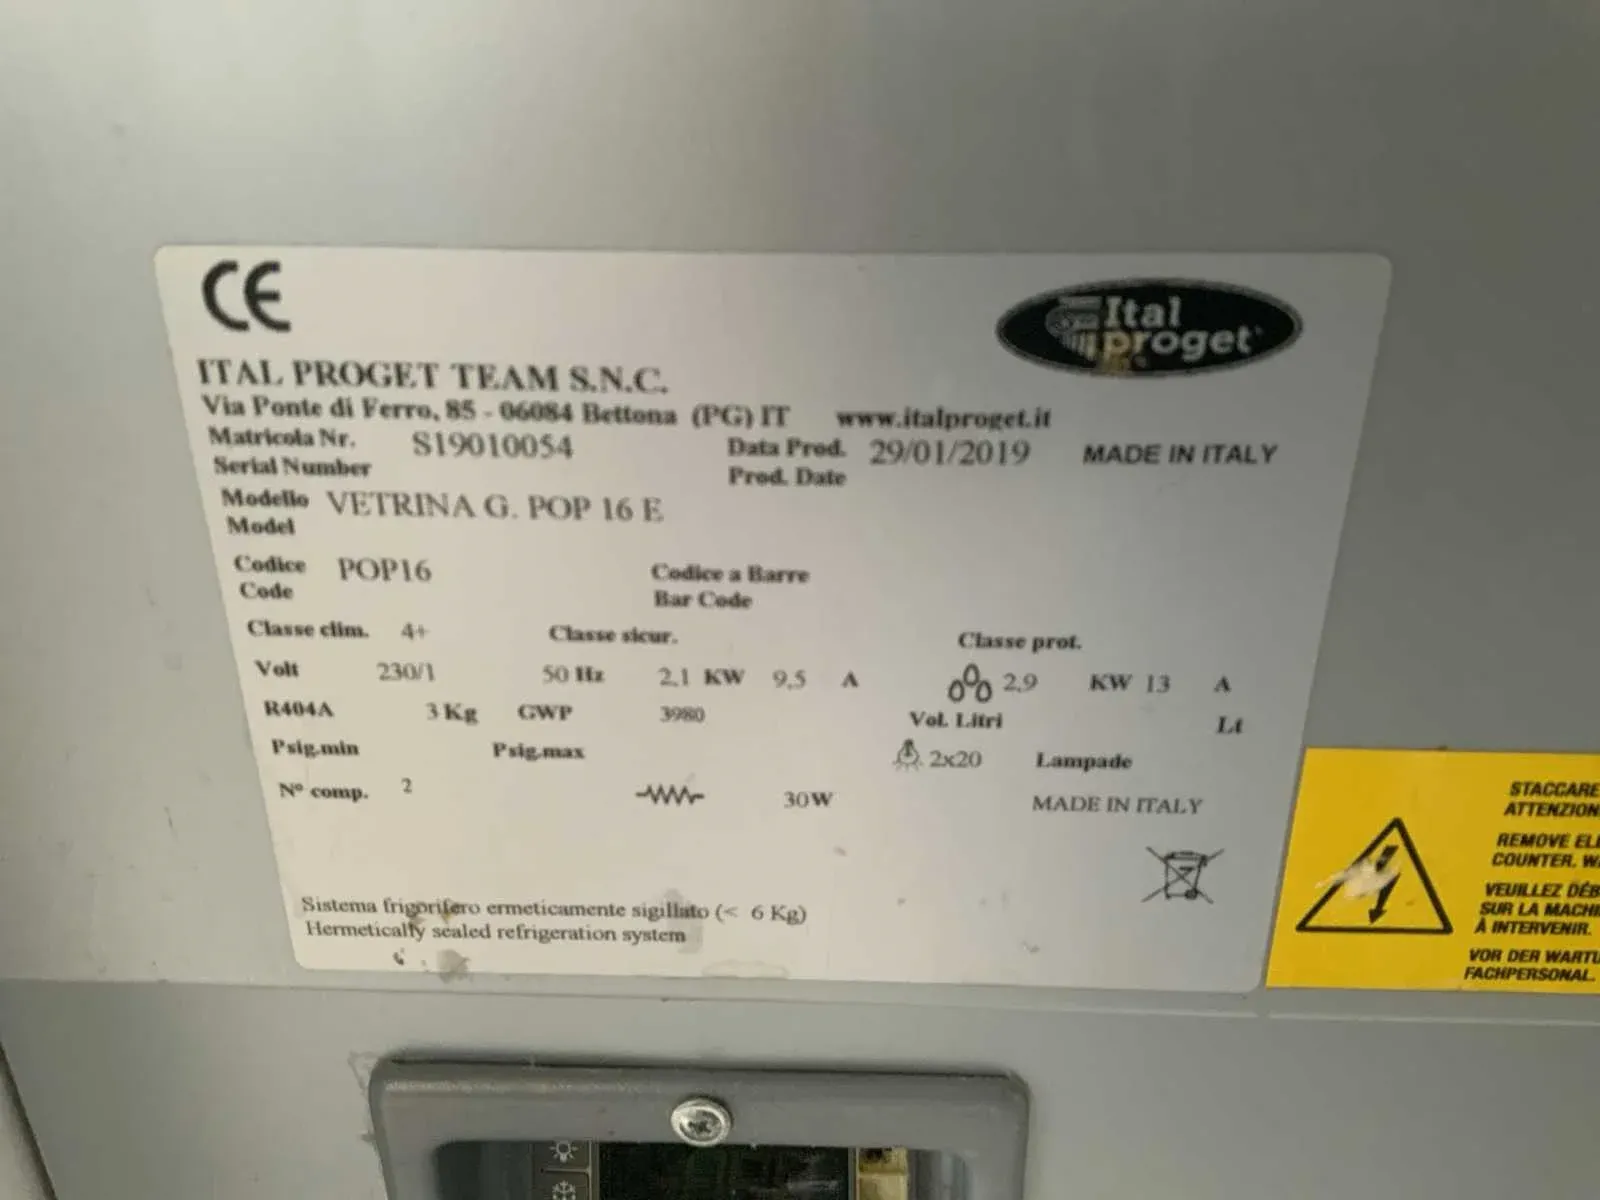 CE
Ital
proget
ITAL PROGET TEAM S.N.C.
Via Ponte di Ferro, 85 - 06084 Bettona (PG) IT www.italproget.it
Matricola Nr. S19010054 Data Prod. 29/01/2019 MADE IN ITALY
Serial Number Prod. Date
Modello VETRINA G. POP 16 E
Model
Codice POP16 Codice a Barre
Code Bar Code
Classe clim. 4+ Classe sicur. Classe prot.
Volt 230/1 50 Hz 2,1 KW 9,5 A 2,9 KW 13 A
R404A 3 Kg GWP 3980 Vol. Litri Lt
Psig.min Psig.max 2x20 Lampade
N° comp. 2 30W MADE IN ITALY
Sistema frigorifero ermeticamente sigillato (< 6 Kg)
Hermetically sealed refrigeration system
STACCARE
ATTENZION
REMOVE ELE
COUNTER. W
VEUILLEZ DÉB
SUR LA MACHI
À INTERVENIR.
VOR DER WARTU
FACHPERSONAL.